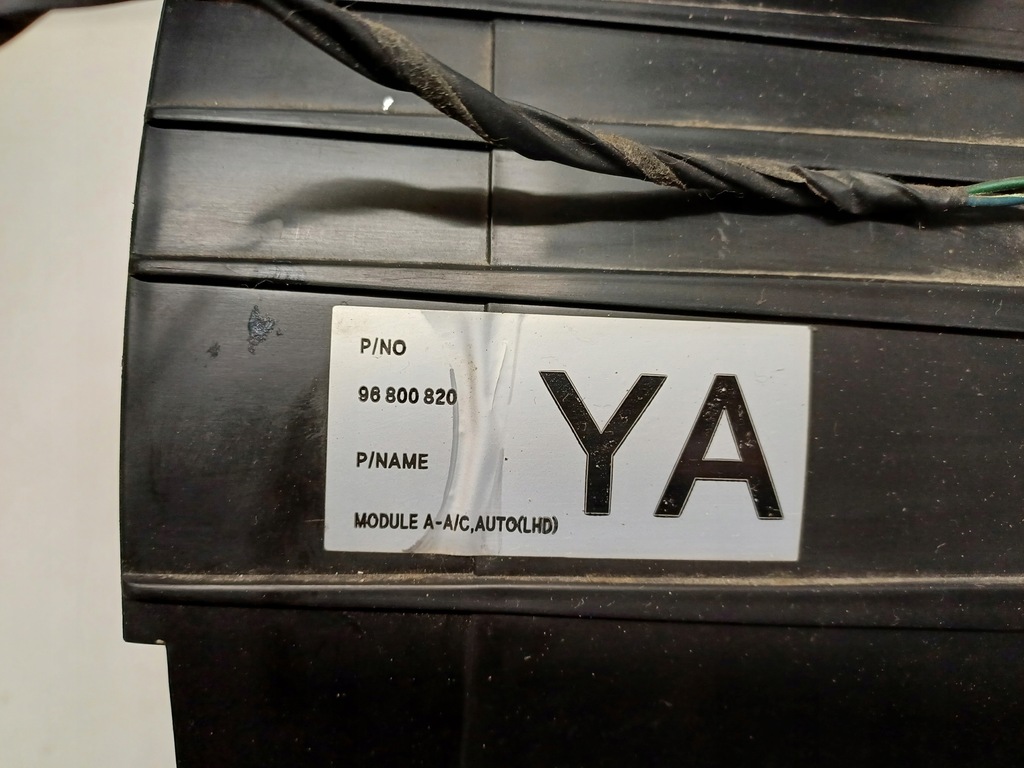 P/NO
96 800 820
P/NAME
MODULE A-A/C,AUTO(LHD)
YA